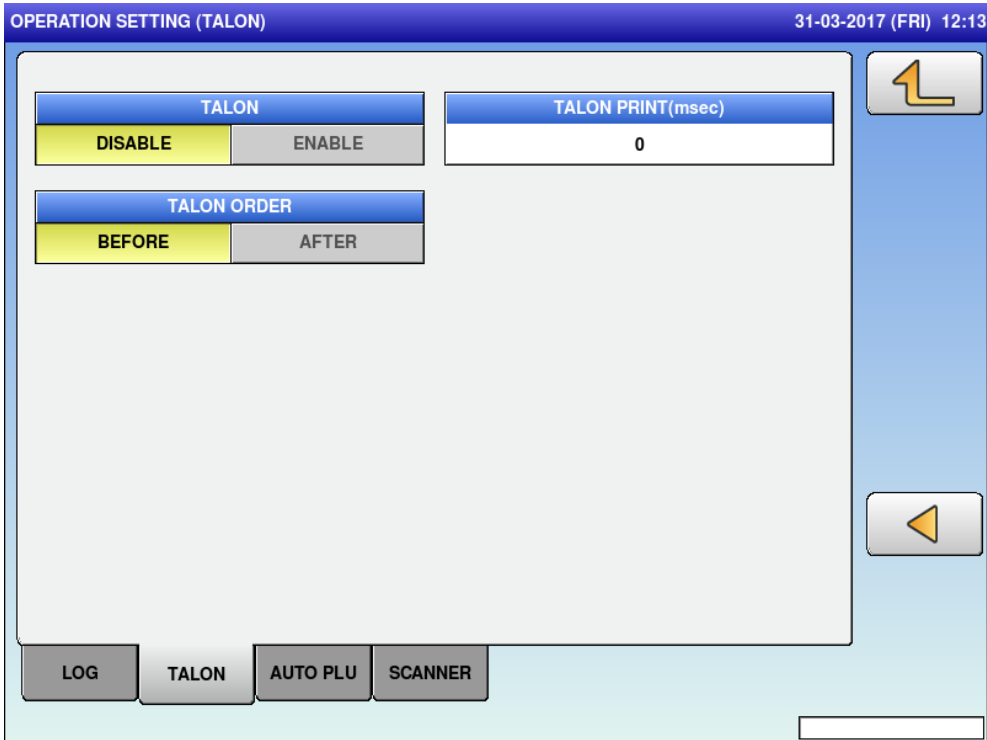 OPERATION SETTING (TALON) 31-03-2017 (FRI) 12:13
TALON
DISABLE ENABLE
TALON PRINT(msec)
0
TALON ORDER
BEFORE AFTER
LOG TALON AUTO PLU SCANNER